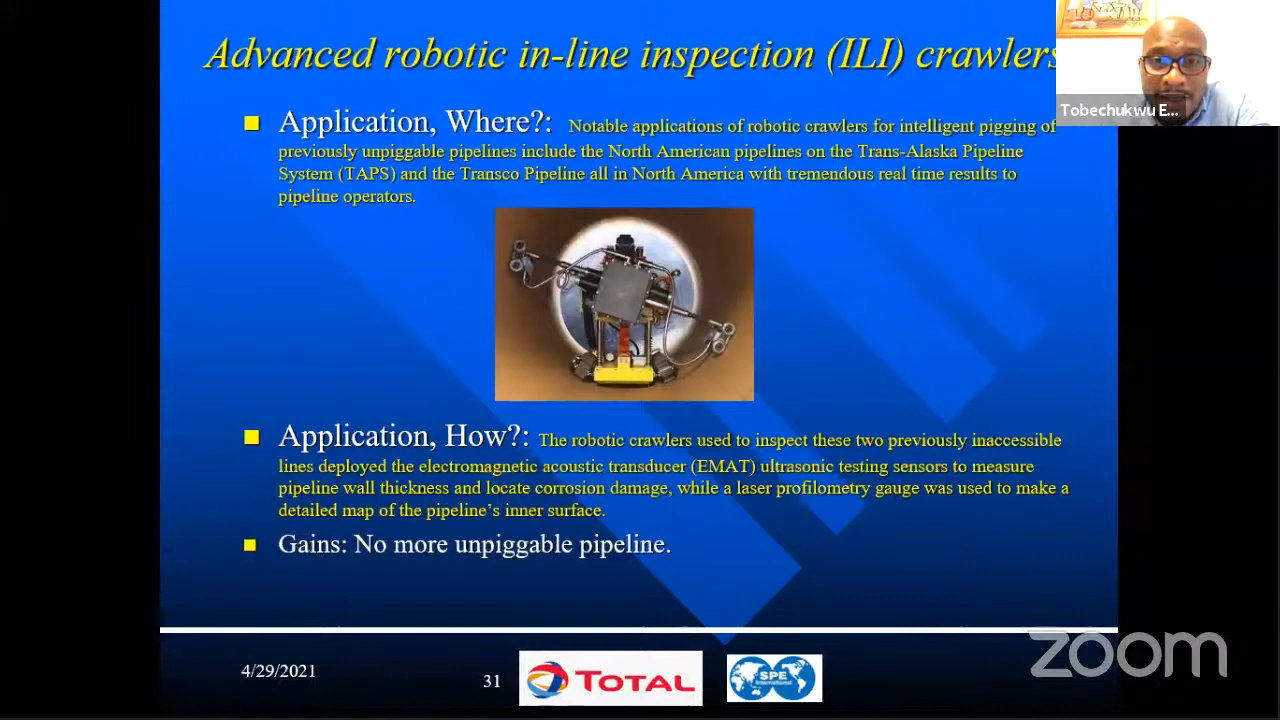 Advanced robotic in-line inspection (ILI) crawlers
Tobechukwu E...
Application, Where?: Notable applications of robotic crawlers for intelligent pigging of
previously unpiggable pipelines include the North American pipelines on the Trans-Alaska Pipeline
System (TAPS) and the Transco Pipeline all in North America with tremendous real time results to
pipeline operators.
Application, How?: The robotic crawlers used to inspect these two previously inaccessible
lines deployed the electromagnetic acoustic transducer (EMAT) ultrasonic testing sensors to measure
pipeline wall thickness and locate corrosion damage, while a laser profilometry gauge was used to make a
detailed map of the pipeline's inner surface.
Gains: No more unpiggable pipeline.
4/29/2021
31
TOTAL
SPE
International
zoom